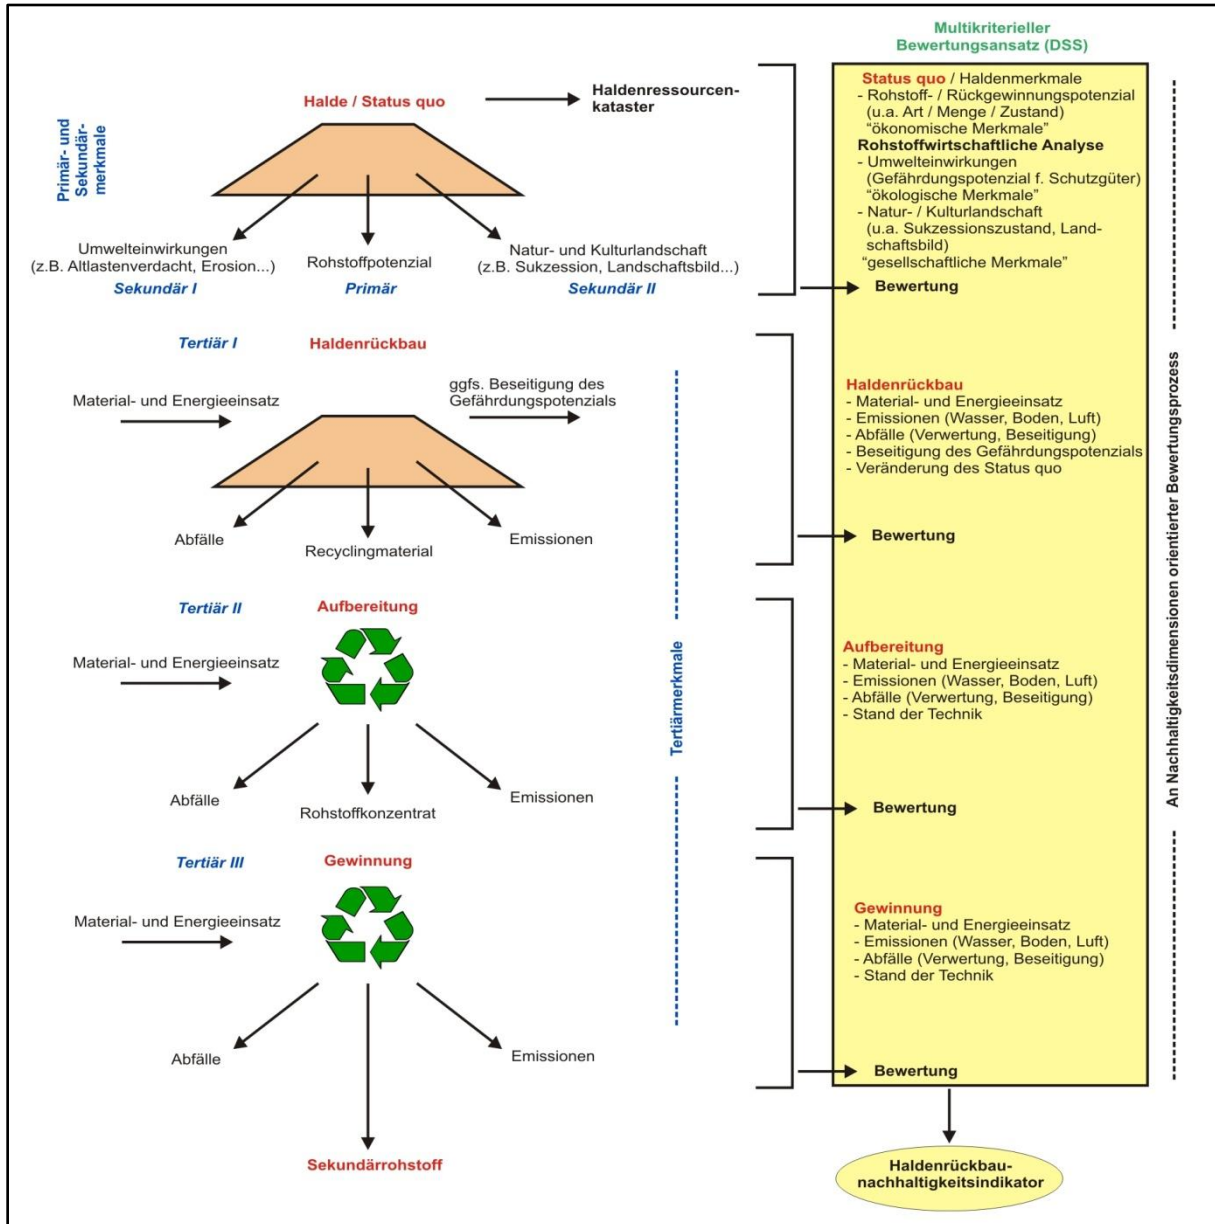 Multikriterieller
Bewertungsansatz (DSS)
Halde / Status quo
Haldenressourcen-
kataster
Primär- und
Sekundär-
merkmale
Umwelteinwirkungen
(z.B. Altlastenverdacht, Erosion...)
Rohstoffpotenzial
Natur- und Kulturlandschaft
(z.B. Sukzession, Landschaftsbild...)
Sekundär I
Primär
Sekundär II
Status quo / Haldenmerkmale
- Rohstoff- / Rückgewinnungspotenzial
(u.a. Art / Menge / Zustand)
"ökonomische Merkmale"
Rohstoffwirtschaftliche Analyse
- Umwelteinwirkungen
(Gefährdungspotenzial f. Schutzgüter)
"ökologische Merkmale"
- Natur- / Kulturlandschaft
(u.a. Sukzessionszustand, Land-
schaftsbild)
"gesellschaftliche Merkmale"
Bewertung
Tertiär I
Haldenrückbau
Material- und Energieeinsatz
ggfs. Beseitigung des
Gefährdungspotenzials
Abfälle
Recyclingmaterial
Emissionen
Haldenrückbau
- Material- und Energieeinsatz
- Emissionen (Wasser, Boden, Luft)
- Abfälle (Verwertung, Beseitigung)
- Beseitigung des Gefährdungspotenzials
- Veränderung des Status quo
Bewertung
Tertiär II
Aufbereitung
Material- und Energieeinsatz
Abfälle
Rohstoffkonzentrat
Emissionen
Tertiärmerkmale
Aufbereitung
- Material- und Energieeinsatz
- Emissionen (Wasser, Boden, Luft)
- Abfälle (Verwertung, Beseitigung)
- Stand der Technik
Bewertung
Tertiär III
Gewinnung
Material- und Energieeinsatz
Abfälle
Emissionen
Sekundärrohstoff
Gewinnung
- Material- und Energieeinsatz
- Emissionen (Wasser, Boden, Luft)
- Abfälle (Verwertung, Beseitigung)
- Stand der Technik
Bewertung
An Nachhaltigkeitsdimensionen orientierter Bewertungsprozess
Haldenrückbau-
nachhaltigkeitsindikator